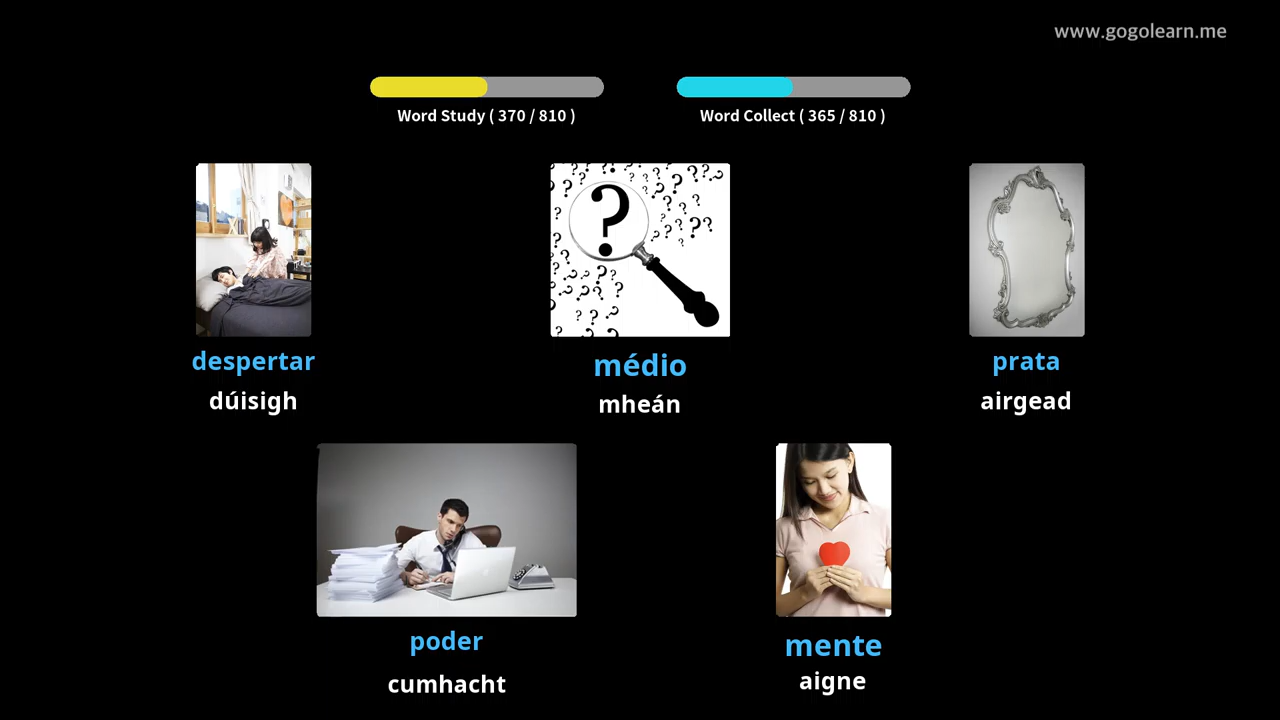 www.gogolearn.me
Word Study ( 370 / 810 )
Word Collect ( 365 / 810 )
despertar
dúisigh
médio
mheán
prata
airgead
poder
cumhacht
mente
aigne